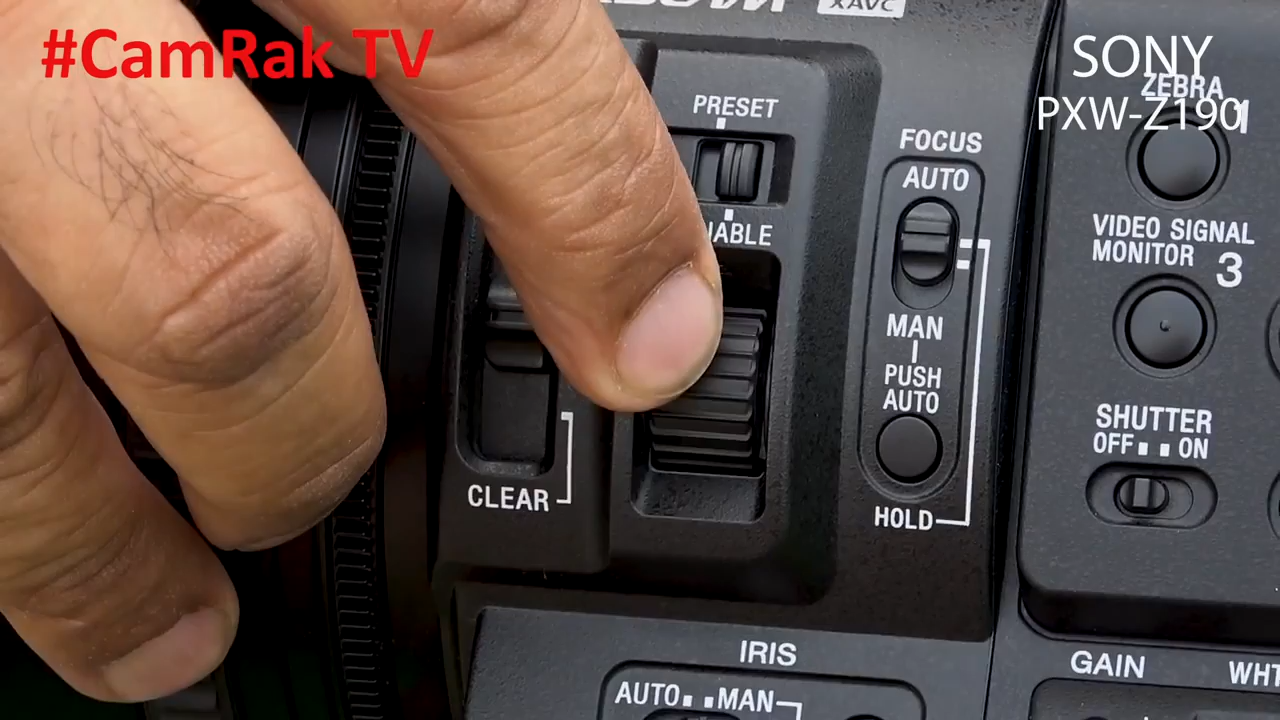 #CamRak TV
SONY
PXW-Z190
XAVC
PRESET
FOCUS
AUTO
MAN
PUSH
AUTO
HOLD
CLEAR
ZEBRA
1
VIDEO SIGNAL
MONITOR 3
SHUTTER
OFF ON
IRIS
AUTO MAN
GAIN